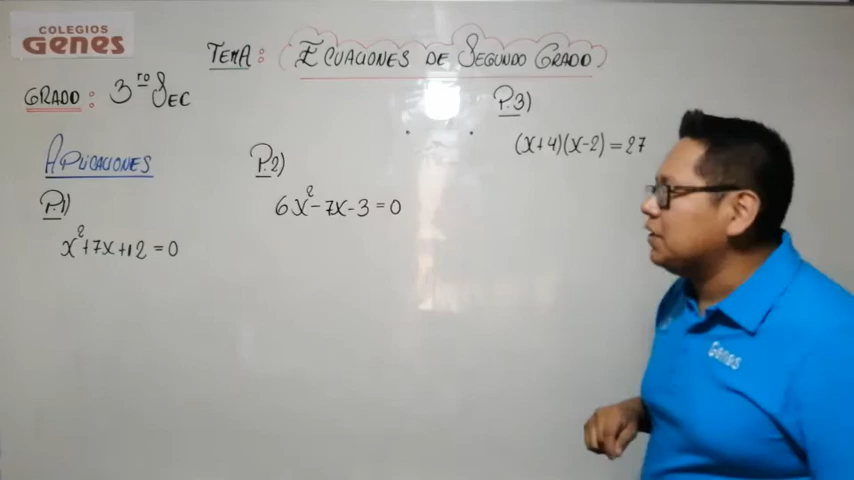 COLEGIOS
Genes
TEMA: ECUACIONES DE SEGUNDO GRADO
GRADO: 3ro SEC
APLICACIONES
P.1)
x²+7x+12=0
P.2)
6x²-7x-3=0
P.3)
(x+4)(x-2)=27
Genes